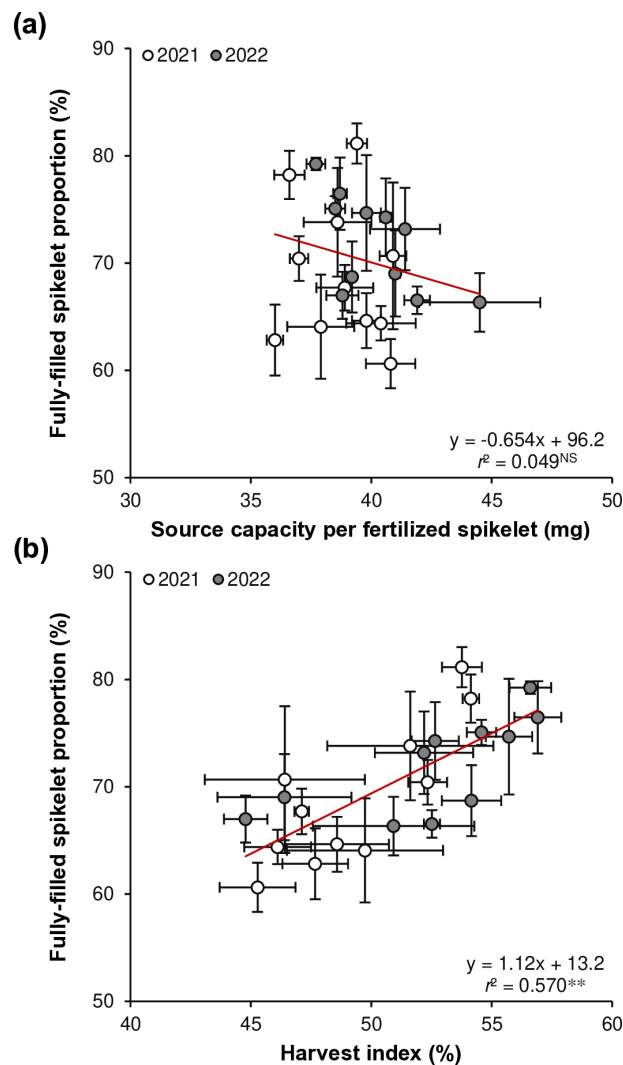 (a)
90
2021 2022
80
70
60
50
Fully-filled spikelet proportion (%)
y = -0.654x + 96.2
r² = 0.049NS
30 35 40 45 50
Source capacity per fertilized spikelet (mg)
(b)
90
2021 2022
80
70
60
50
Fully-filled spikelet proportion (%)
y = 1.12x + 13.2
r² = 0.570**
40 45 50 55 60
Harvest index (%)